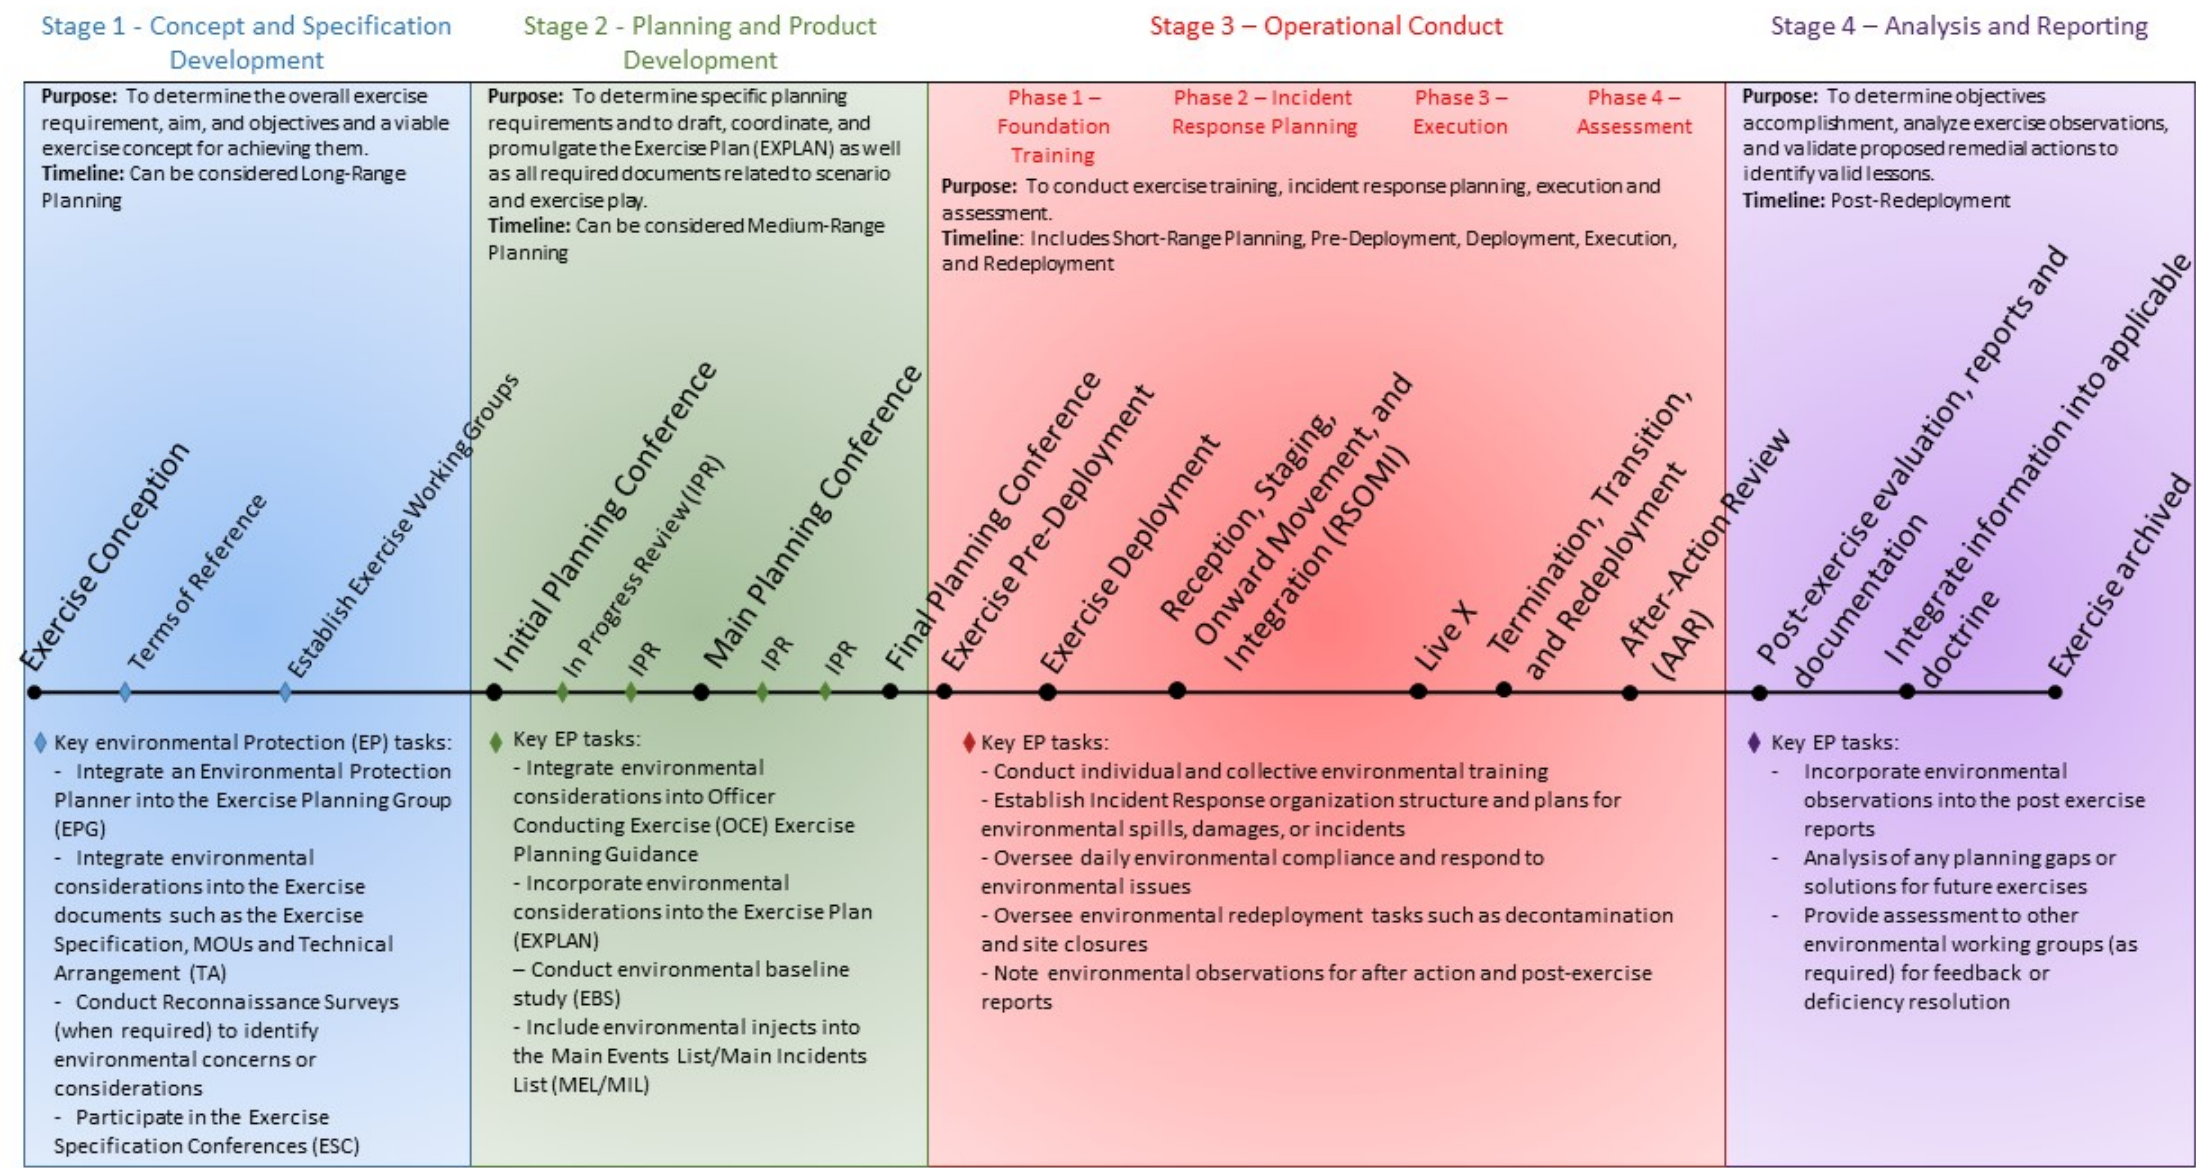 Stage 1 - Concept and Specification
Development
Stage 2 - Planning and Product
Development
Stage 3 – Operational Conduct
Stage 4 – Analysis and Reporting
Purpose: To determine the overall exercise
requirement, aim, and objectives and a viable
exercise concept for achieving them.
Timeline: Can be considered Long-Range
Planning
Purpose: To determine specific planning
requirements and to draft, coordinate, and
promulgate the Exercise Plan (EXPLAN) as well
as all required documents related to scenario
and exercise play.
Timeline: Can be considered Medium-Range
Planning
Phase 1 –
Foundation
Training
Phase 2 – Incident
Response Planning
Phase 3 –
Execution
Phase 4 –
Assessment
Purpose: To conduct exercise training, incident response planning, execution and
assessment.
Timeline: Includes Short-Range Planning, Pre-Deployment, Deployment, Execution,
and Redeployment
Purpose: To determine objectives
accomplishment, analyze exercise observations,
and validate proposed remedial actions to
identify valid lessons.
Timeline: Post-Redeployment
Exercise Conception
Terms of Reference
Establish Exercise Working Groups
Initial Planning Conference
In Progress Review (IPR)
IPR
Main Planning Conference
IPR
IPR
Final Planning Conference
Exercise Pre-Deployment
Exercise Deployment
Reception, Staging,
Onward Movement, and
Integration (RSOMI)
Live X
Termination, Transition,
and Redeployment
After-Action Review
(AAR)
Post-exercise evaluation, reports and
documentation
Integrate information into applicable
doctrine
Exercise archived
Key environmental Protection (EP) tasks:
- Integrate an Environmental Protection
Planner into the Exercise Planning Group
(EPG)
- Integrate environmental
considerations into the Exercise
documents such as the Exercise
Specification, MOUs and Technical
Arrangement (TA)
- Conduct Reconnaissance Surveys
(when required) to identify
environmental concerns or
considerations
- Participate in the Exercise
Specification Conferences (ESC)
Key EP tasks:
- Integrate environmental
considerations into Officer
Conducting Exercise (OCE) Exercise
Planning Guidance
- Incorporate environmental
considerations into the Exercise Plan
(EXPLAN)
– Conduct environmental baseline
study (EBS)
- Include environmental injects into
the Main Events List/Main Incidents
List (MEL/MIL)
Key EP tasks:
- Conduct individual and collective environmental training
- Establish Incident Response organization structure and plans for
environmental spills, damages, or incidents
- Oversee daily environmental compliance and respond to
environmental issues
- Oversee environmental redeployment tasks such as decontamination
and site closures
- Note environmental observations for after action and post-exercise
reports
Key EP tasks:
- Incorporate environmental
observations into the post exercise
reports
- Analysis of any planning gaps or
solutions for future exercises
- Provide assessment to other
environmental working groups (as
required) for feedback or
deficiency resolution